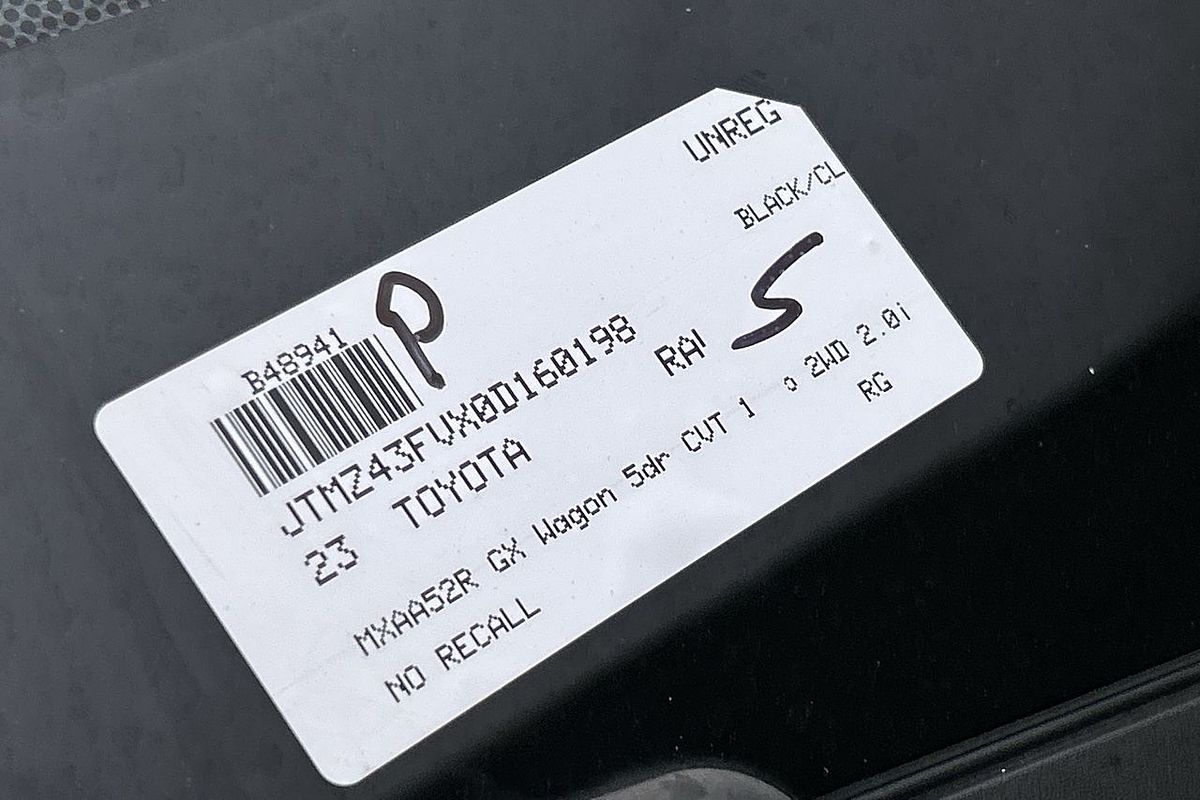 UNREG
BLACK/CL
P
S
B48941
JTMZ43FVX0D160198
23 TOYOTA RA
MXAA52R GX Wagon 5dr CVT 1 2WD 2.0i
NO RECALL RG